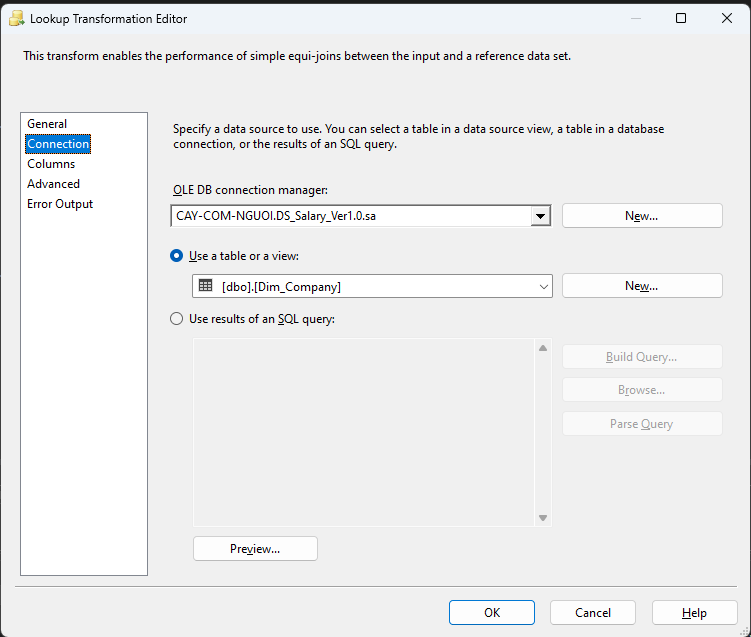 Lookup Transformation Editor
This transform enables the performance of simple equi-joins between the input and a reference data set.
General
Connection
Columns
Advanced
Error Output
Specify a data source to use. You can select a table in a data source view, a table in a database
connection, or the results of an SQL query.
OLE DB connection manager:
CAY-COM-NGUOI.DS_Salary_Ver1.0.sa
New...
Use a table or a view:
[dbo].[Dim_Company]
New...
Use results of an SQL query:
Build Query...
Browse...
Parse Query
Preview...
OK
Cancel
Help